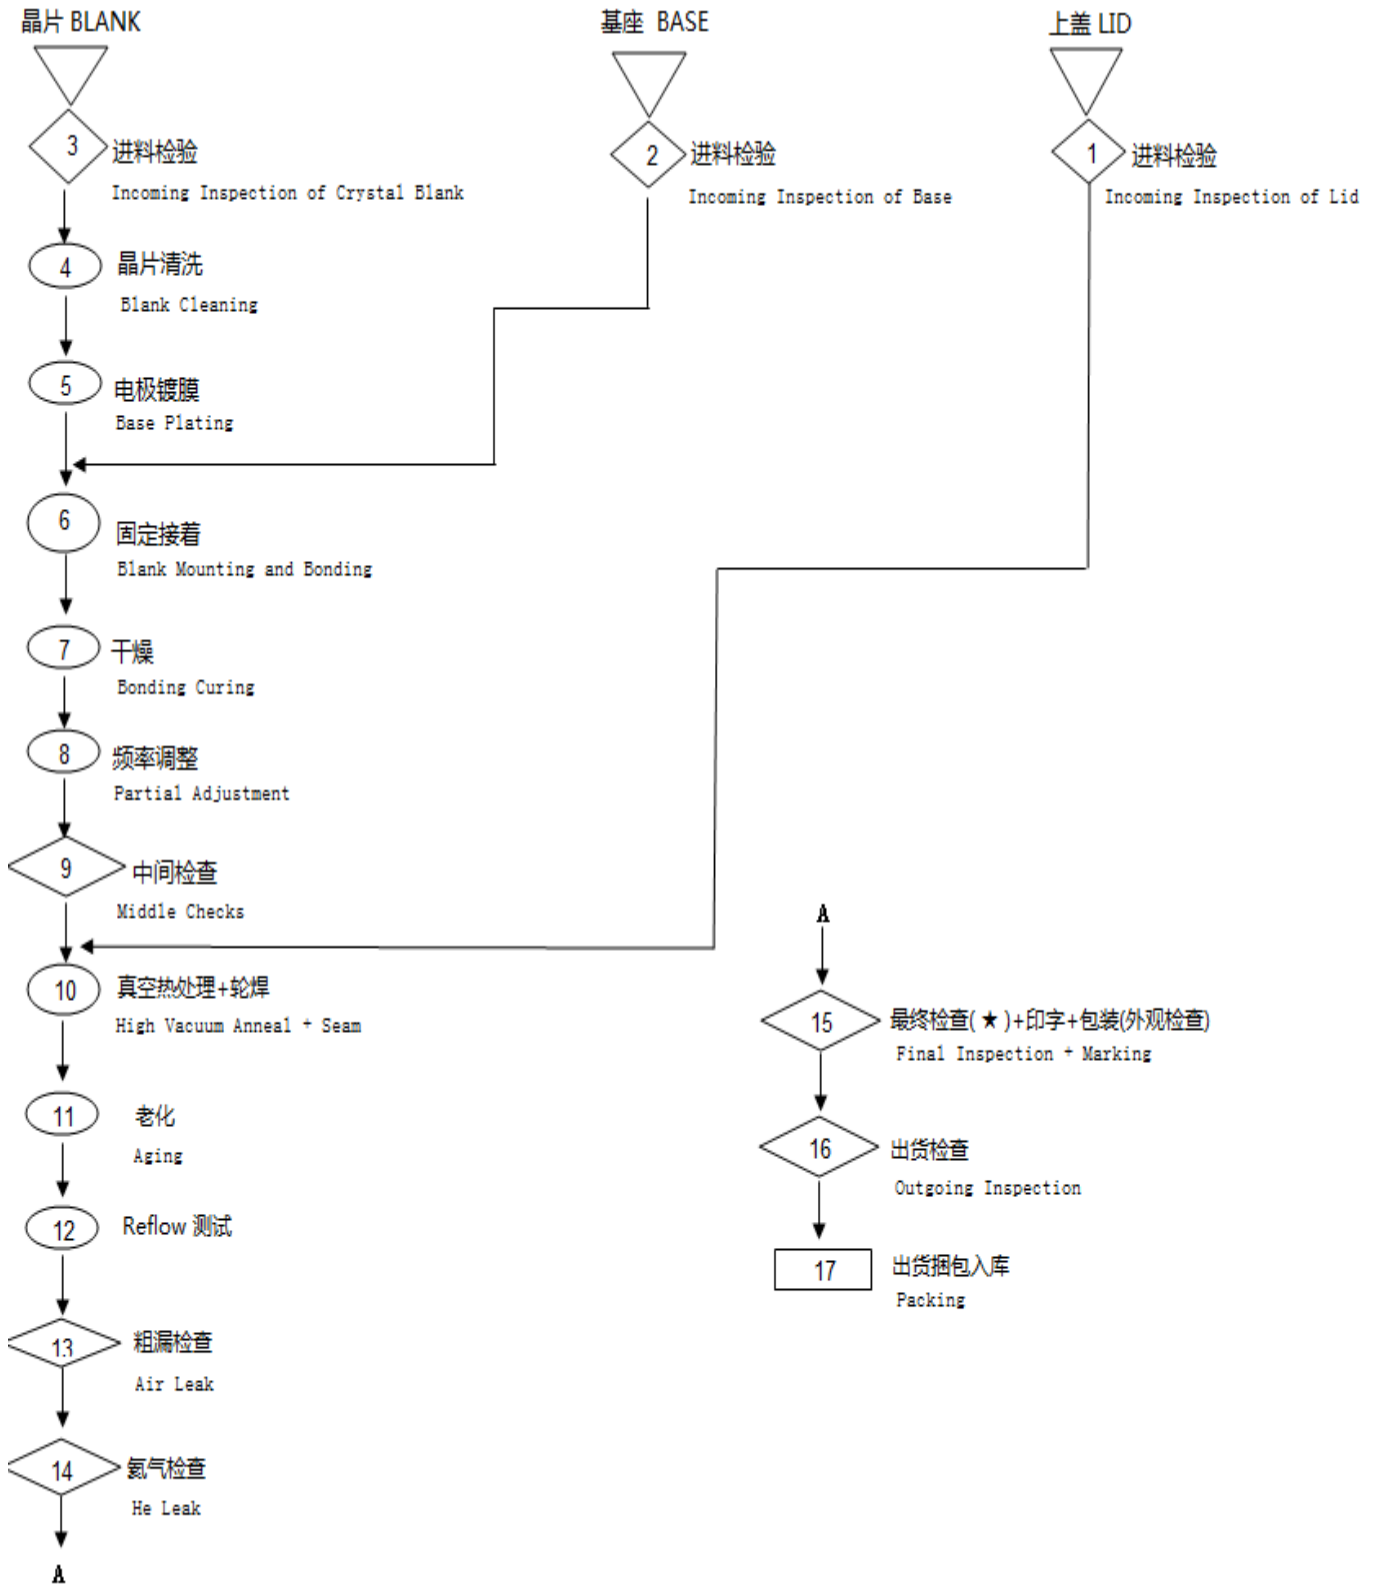 晶片 BLANK
基座 BASE
上盖 LID
3
进料检验
Incoming Inspection of Crystal Blank
2
进料检验
Incoming Inspection of Base
1
进料检验
Incoming Inspection of Lid
4
晶片清洗
Blank Cleaning
5
电极镀膜
Base Plating
6
固定接着
Blank Mounting and Bonding
7
干燥
Bonding Curing
8
频率调整
Partial Adjustment
9
中间检查
Middle Checks
10
真空热处理+轮焊
High Vacuum Anneal + Seam
11
老化
Aging
12
Reflow 测试
13
粗漏检查
Air Leak
14
氦气检查
He Leak
A
A
15
最终检查(★)+印字+包装(外观检查)
Final Inspection + Marking
16
出货检查
Outgoing Inspection
17
出货捆包入库
Packing